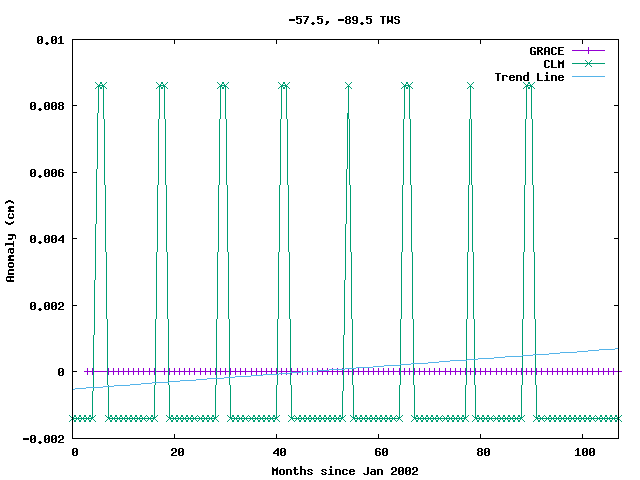 -57.5, -89.5 TWS
GRACE
CLM
Trend Line
0.01
0.008
0.006
0.004
0.002
0
-0.002
Anomaly (cm)
0 20 40 60 80 100
Months since Jan 2002